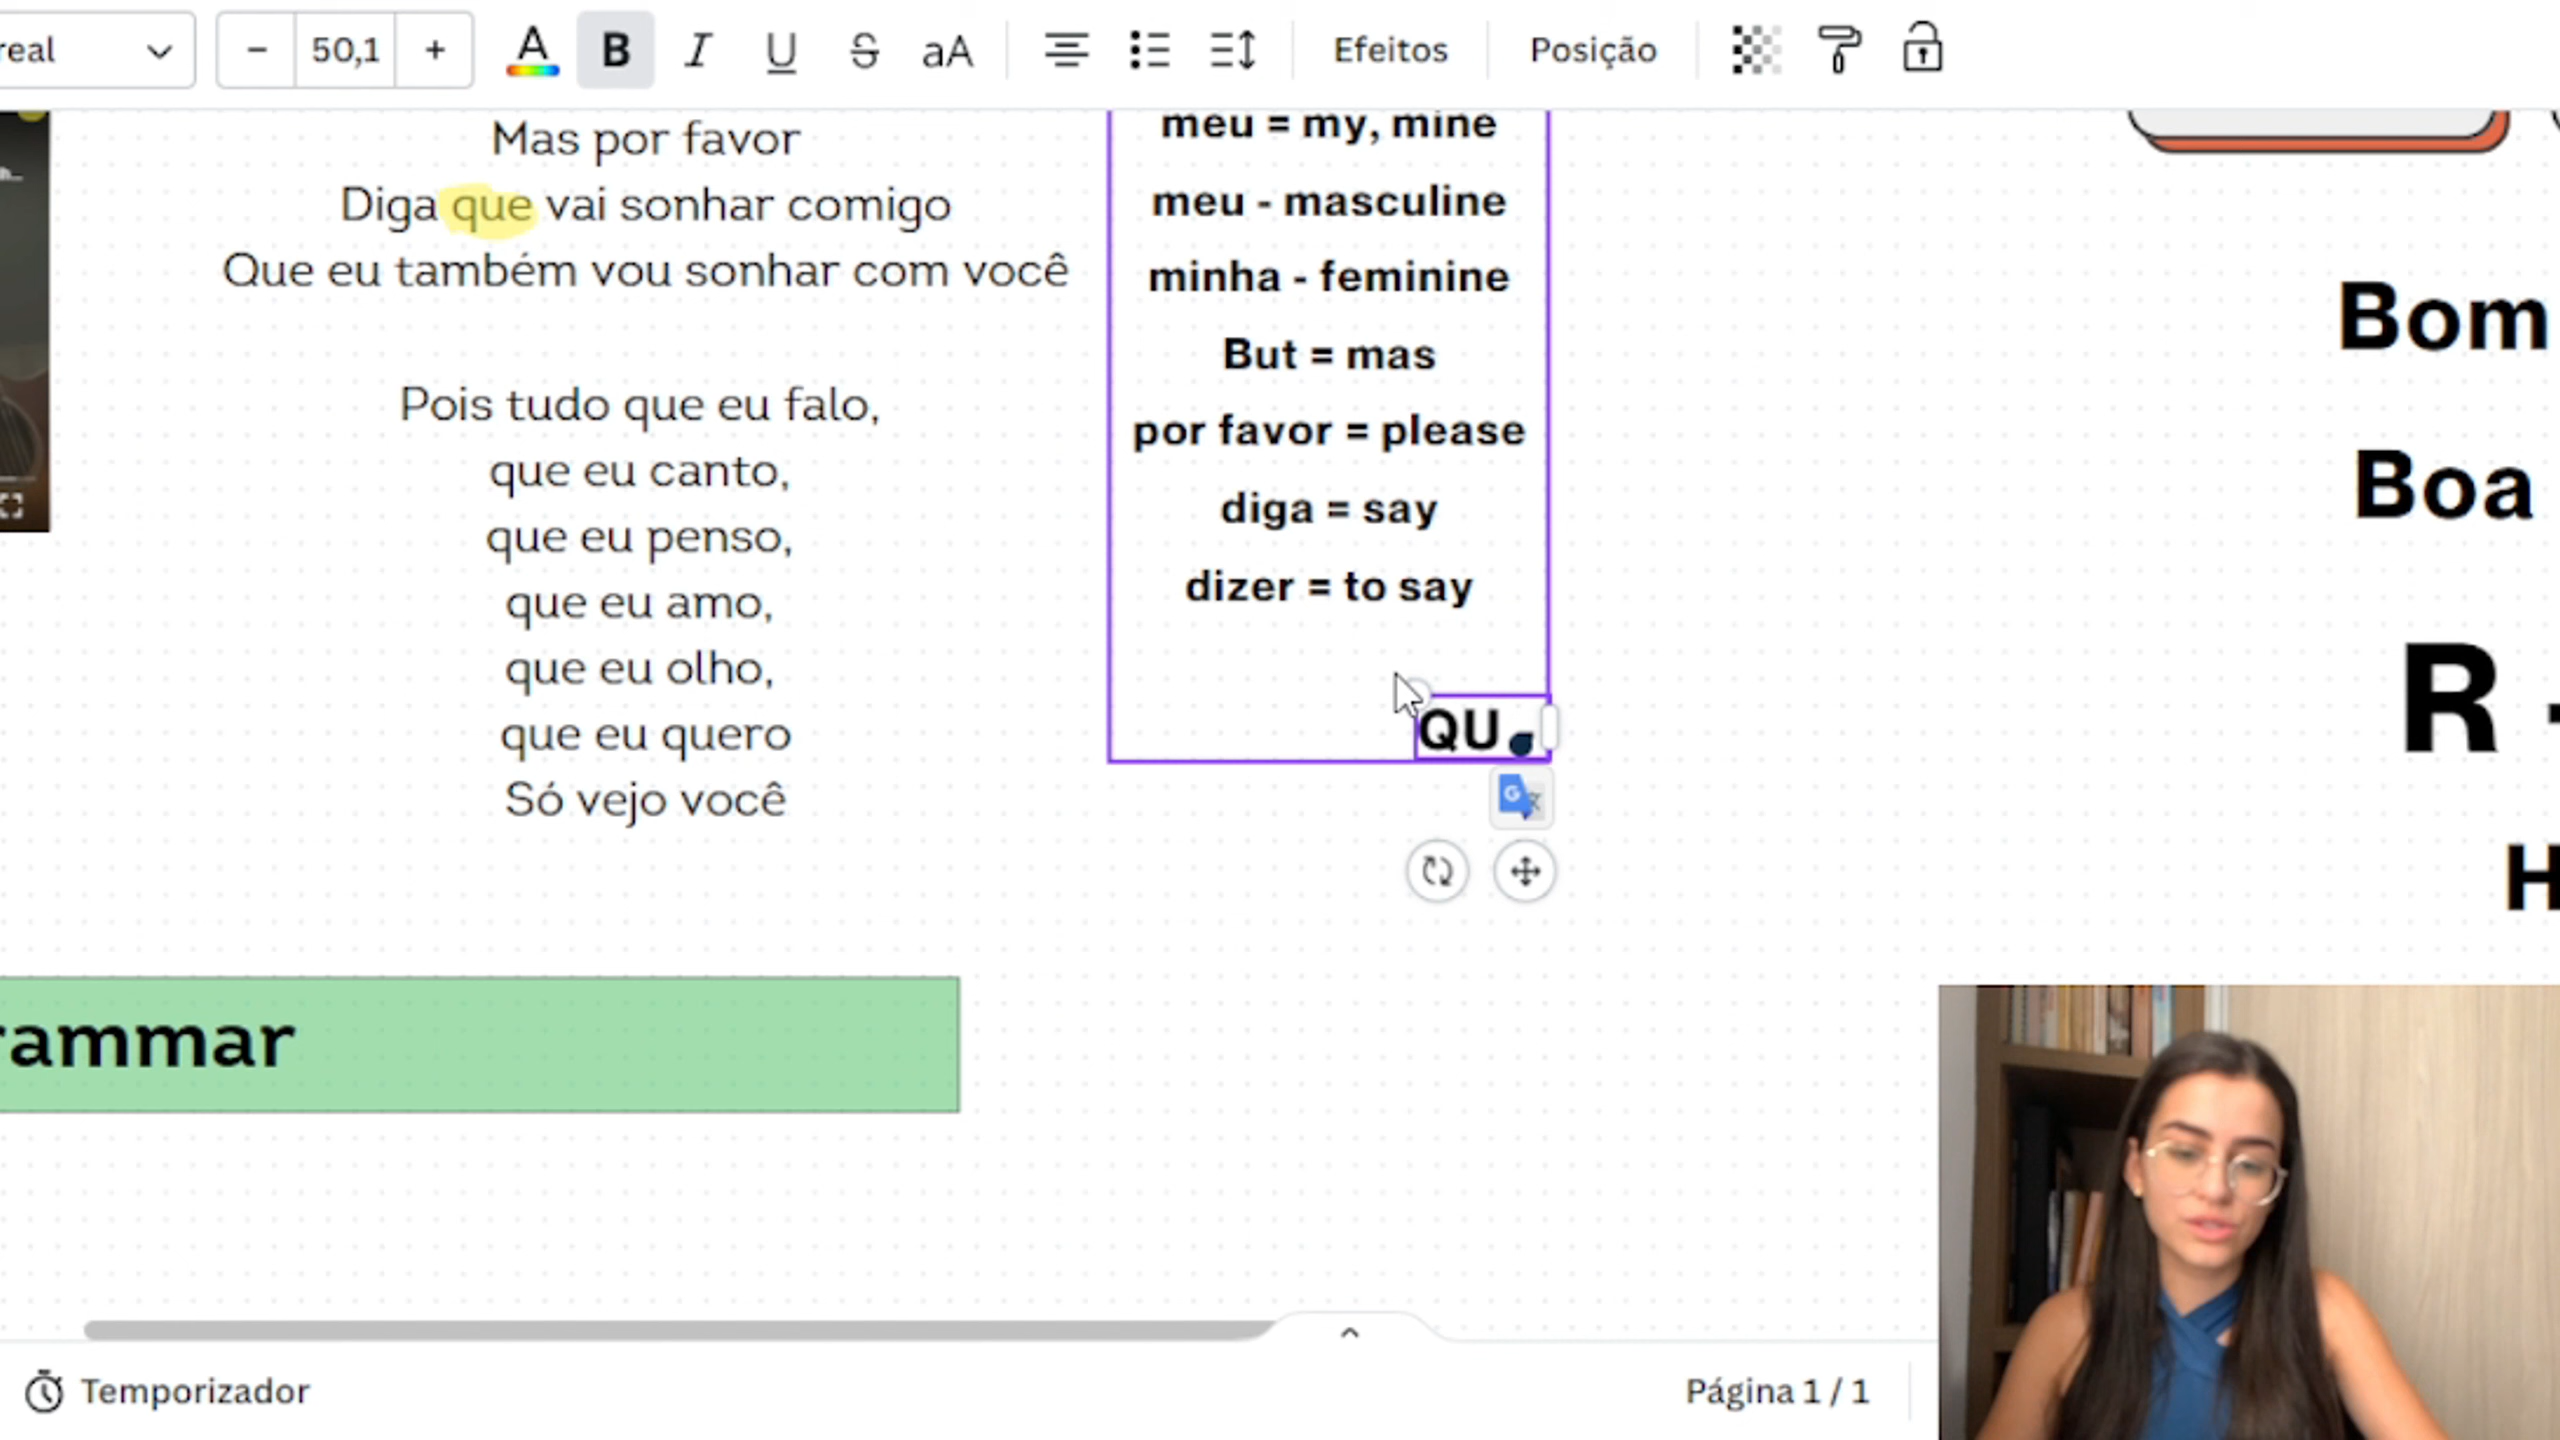 real
50,1
A
B
I
U
S
aA
Efeitos
Posição
Mas por favor
Diga que vai sonhar comigo
Que eu também vou sonhar com você
Pois tudo que eu falo,
que eu canto,
que eu penso,
que eu amo,
que eu olho,
que eu quero
Só vejo você
meu = my, mine
meu - masculine
minha - feminine
But = mas
por favor = please
diga = say
dizer = to say
QU
Bom
Boa
R -
H
rammar
Temporizador
Página 1 / 1